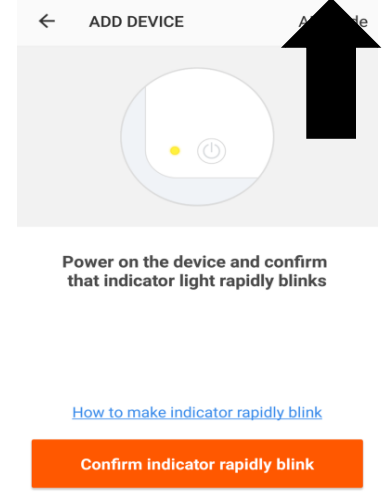 ADD DEVICE
Power on the device and confirm
that indicator light rapidly blinks
How to make indicator rapidly blink
Confirm indicator rapidly blink